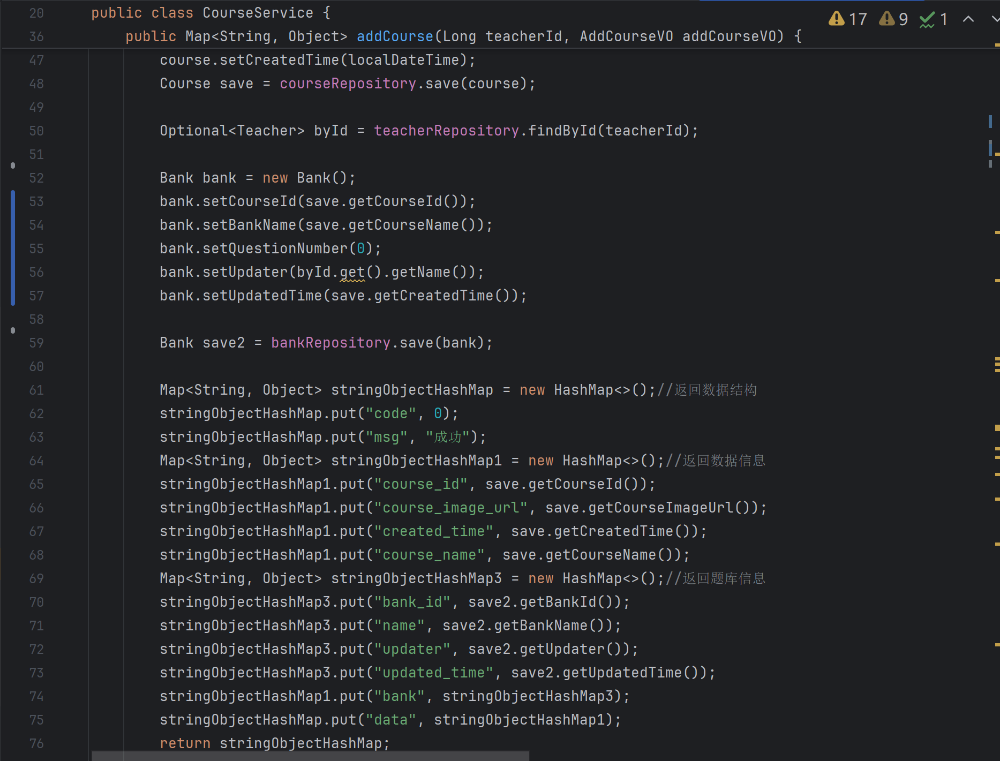 20 public class CourseService {
17 9 1
36 public Map<String, Object> addCourse(Long teacherId, AddCourseVO addCourseVO) {
47 course.setCreatedTime(localDateTime);
48 Course save = courseRepository.save(course);
49
50 Optional<Teacher> byId = teacherRepository.findById(teacherId);
51
52 Bank bank = new Bank();
53 bank.setCourseId(save.getCourseId());
54 bank.setBankName(save.getCourseName());
55 bank.setQuestionNumber(0);
56 bank.setUpdater(byId.get().getName());
57 bank.setUpdatedTime(save.getCreatedTime());
58
59 Bank save2 = bankRepository.save(bank);
60
61 Map<String, Object> stringObjectHashMap = new HashMap<>();//返回数据结构
62 stringObjectHashMap.put("code", 0);
63 stringObjectHashMap.put("msg", "成功");
64 Map<String, Object> stringObjectHashMap1 = new HashMap<>();//返回数据信息
65 stringObjectHashMap1.put("course_id", save.getCourseId());
66 stringObjectHashMap1.put("course_image_url", save.getCourseImageUrl());
67 stringObjectHashMap1.put("created_time", save.getCreatedTime());
68 stringObjectHashMap1.put("course_name", save.getCourseName());
69 Map<String, Object> stringObjectHashMap3 = new HashMap<>();//返回题库信息
70 stringObjectHashMap3.put("bank_id", save2.getBankId());
71 stringObjectHashMap3.put("name", save2.getBankName());
72 stringObjectHashMap3.put("updater", save2.getUpdater());
73 stringObjectHashMap3.put("updated_time", save2.getUpdatedTime());
74 stringObjectHashMap1.put("bank", stringObjectHashMap3);
75 stringObjectHashMap.put("data", stringObjectHashMap1);
76 return stringObjectHashMap;